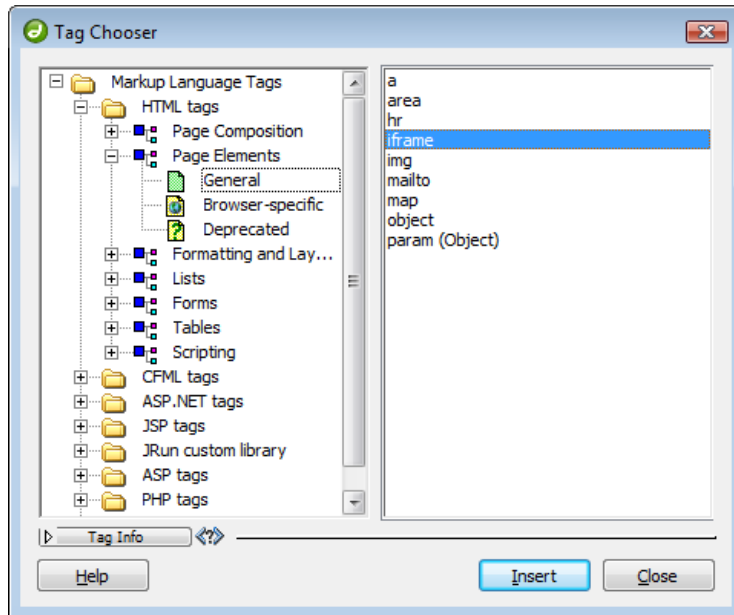 Tag Chooser
Markup Language Tags
HTML tags
Page Composition
Page Elements
General
Browser-specific
Deprecated
Formatting and Lay...
Lists
Forms
Tables
Scripting
CFML tags
ASP.NET tags
JSP tags
JRun custom library
ASP tags
PHP tags
a
area
hr
iframe
img
mailto
map
object
param (Object)
Tag Info
Help
Insert
Close